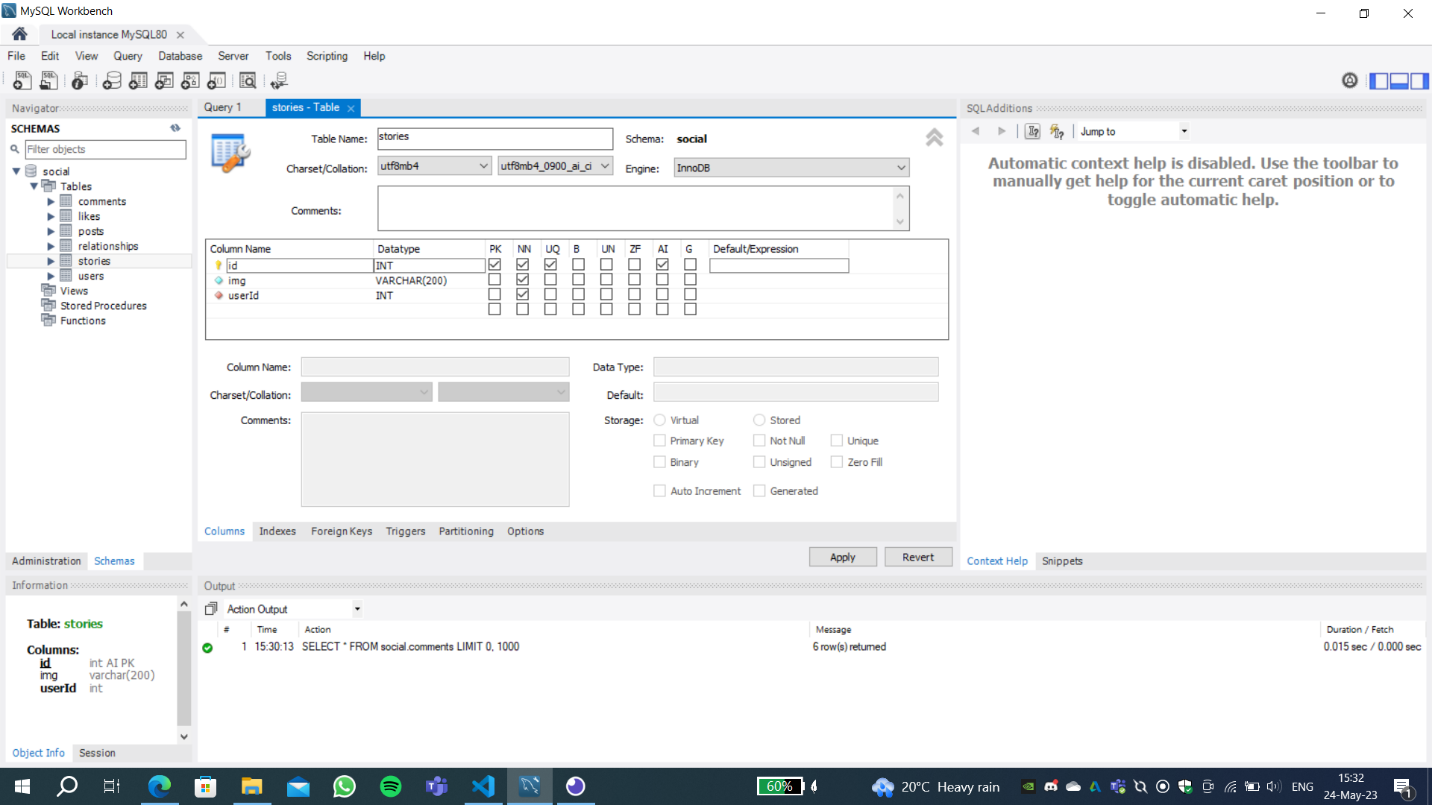 MySQL Workbench
Local instance MySQL80
File Edit View Query Database Server Tools Scripting Help
Navigator
SCHEMAS
Filter objects
social
Tables
comments
likes
posts
relationships
stories
users
Views
Stored Procedures
Functions
Administration Schemas
Query 1 stories - Table
Table Name: stories Schema: social
Charset/Collation: utf8mb4 utf8mb4_0900_ai_ci Engine: InnoDB
Comments:
Column Name Datatype PK NN UQ B UN ZF AI G Default/Expression
id INT
img VARCHAR(200)
userId INT
Column Name: Data Type:
Charset/Collation: Default:
Comments: Storage: Virtual Stored
Primary Key Not Null Unique
Binary Unsigned Zero Fill
Auto Increment Generated
Columns Indexes Foreign Keys Triggers Partitioning Options
Apply Revert
SQLAdditions
Jump to
Automatic context help is disabled. Use the toolbar to
manually get help for the current caret position or to
toggle automatic help.
Context Help Snippets
Information
Table: stories
Columns:
id int AI PK
img varchar(200)
userId int
Object Info Session
Output
Action Output
# Time Action Message Duration / Fetch
1 15:30:13 SELECT * FROM social.comments LIMIT 0, 1000 6 row(s) returned 0.015 sec / 0.000 sec
60% 20°C Heavy rain ENG 15:32
24-May-23 1